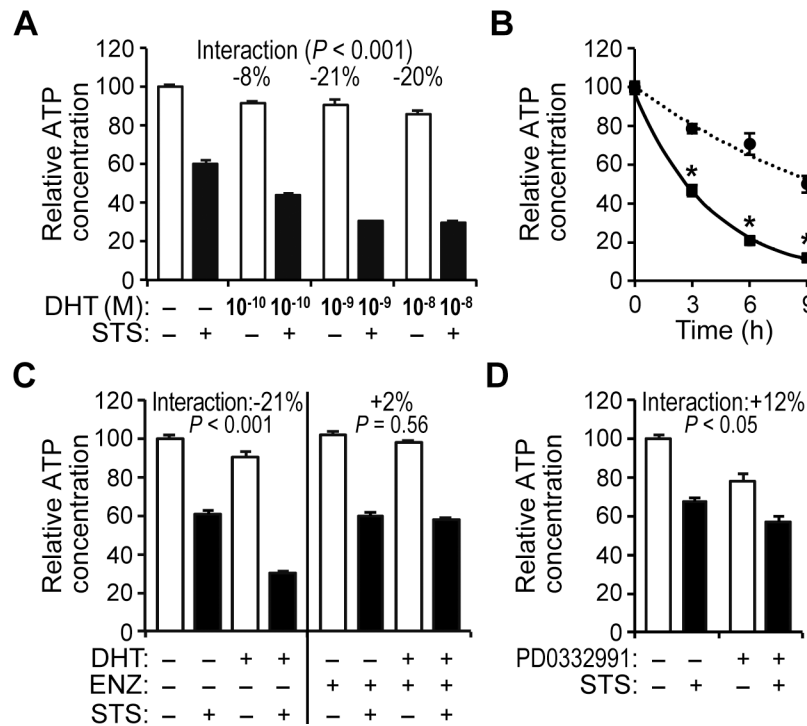 A
Relative ATP
concentration
120
100
80
60
40
20
0
Interaction (P < 0.001)
-8%
-21%
-20%
DHT (M): – – 10⁻¹⁰ 10⁻¹⁰ 10⁻⁹ 10⁻⁹ 10⁻⁸ 10⁻⁸
STS: – + – + – + – +
B
Relative ATP
concentration
120
100
80
60
40
20
0
*
*
*
0 3 6 9
Time (h)
C
Relative ATP
concentration
120
100
80
60
40
20
0
Interaction:-21%
P < 0.001
+2%
P = 0.56
DHT: – – + + – – + +
ENZ: – – – – + + + +
STS: – + – + – + – +
D
Relative ATP
concentration
120
100
80
60
40
20
0
Interaction:+12%
P < 0.05
PD0332991: – – + +
STS: – + – +